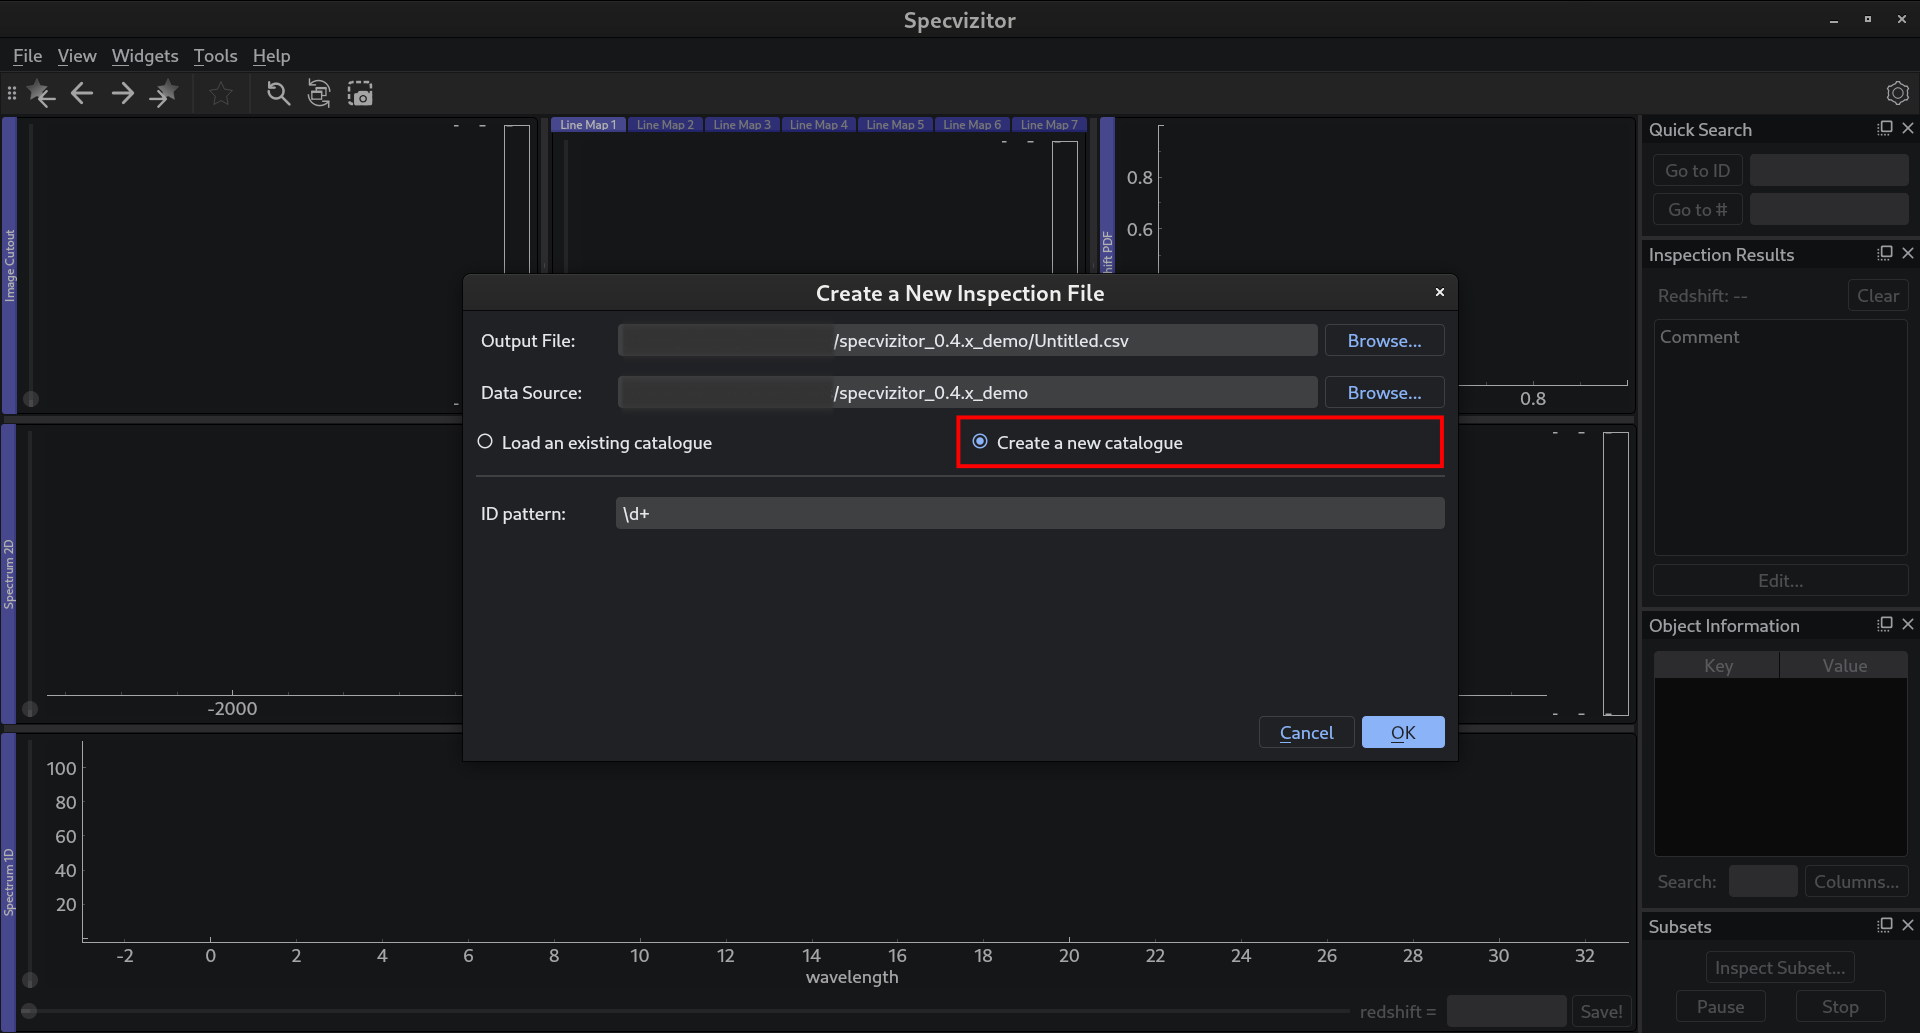 Specvizitor
File View Widgets Tools Help
Line Map 1 Line Map 2 Line Map 3 Line Map 4 Line Map 5 Line Map 6 Line Map 7
Image Cutout
hift PDF
0.8
0.6
0.8
Quick Search
Go to ID
Go to #
Inspection Results
Redshift: -- Clear
Comment
Edit...
Create a New Inspection File
Output File: /specvizitor_0.4.x_demo/Untitled.csv Browse...
Data Source: /specvizitor_0.4.x_demo Browse...
Load an existing catalogue Create a new catalogue
ID pattern: \d+
Cancel OK
Spectrum 2D
-2000
Object Information
Key Value
Search: Columns...
Spectrum 1D
100
80
60
40
20
-2 0 2 4 6 8 10 12 14 16 18 20 22 24 26 28 30 32
wavelength
redshift = Save!
Subsets
Inspect Subset...
Pause Stop